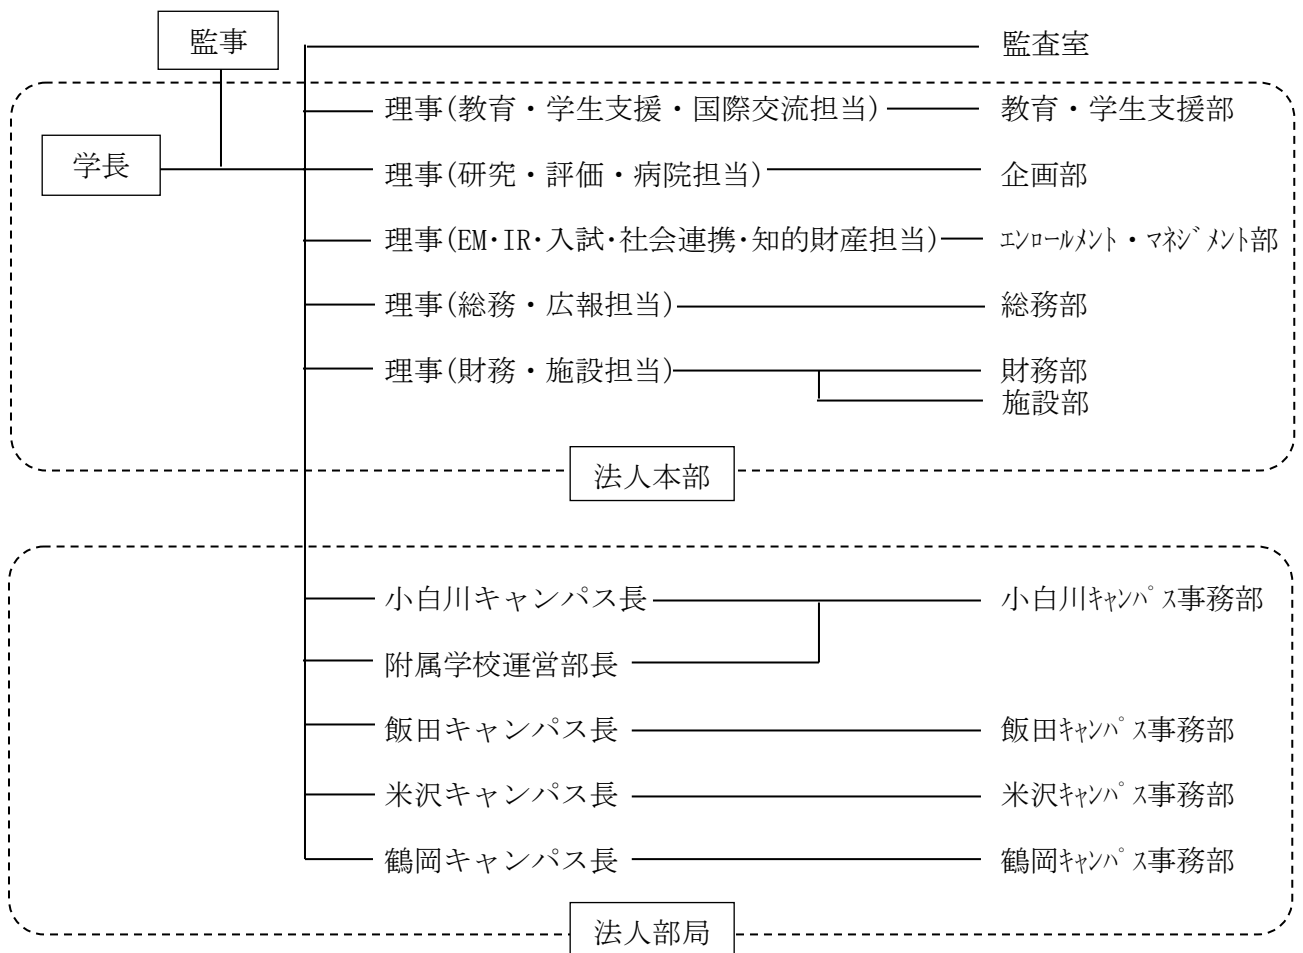 監事
監査室
理事(教育・学生支援・国際交流担当) 教育・学生支援部
学長
理事(研究・評価・病院担当) 企画部
理事(EM・IR・入試・社会連携・知的財産担当) ｴﾝﾛｰﾙﾒﾝﾄ・ﾏﾈｼﾞﾒﾝﾄ部
理事(総務・広報担当) 総務部
理事(財務・施設担当) 財務部
施設部
法人本部
小白川キャンパス長 小白川ｷｬﾝﾊﾟｽ事務部
附属学校運営部長
飯田キャンパス長 飯田ｷｬﾝﾊﾟｽ事務部
米沢キャンパス長 米沢ｷｬﾝﾊﾟｽ事務部
鶴岡キャンパス長 鶴岡ｷｬﾝﾊﾟｽ事務部
法人部局